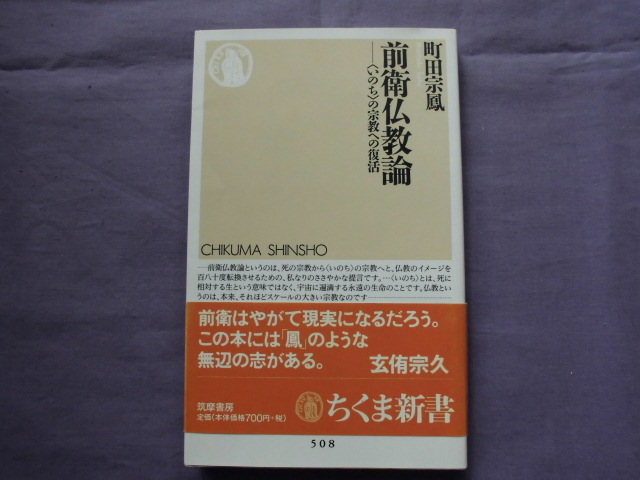 町田宗鳳
前衛仏教論
──〈いのち〉の宗教への復活
CHIKUMA SHINSHO
──前衛仏教論というのは、死の宗教から〈いのち〉の宗教へと、仏教のイメージを
百八十度転換させるための、私なりのささやかな提言です。…〈いのち〉とは、死に
相対する生という意味ではなく、宇宙に遍満する永遠の生命のことです。仏教とい
うのは、本来、それほどスケールの大きい宗教なのです──
前衛はやがて現実になるだろう。
この本には「鳳」のような
無辺の志がある。
玄侑宗久
筑摩書房
定価(本体価格700円+税)
ちくま新書
508